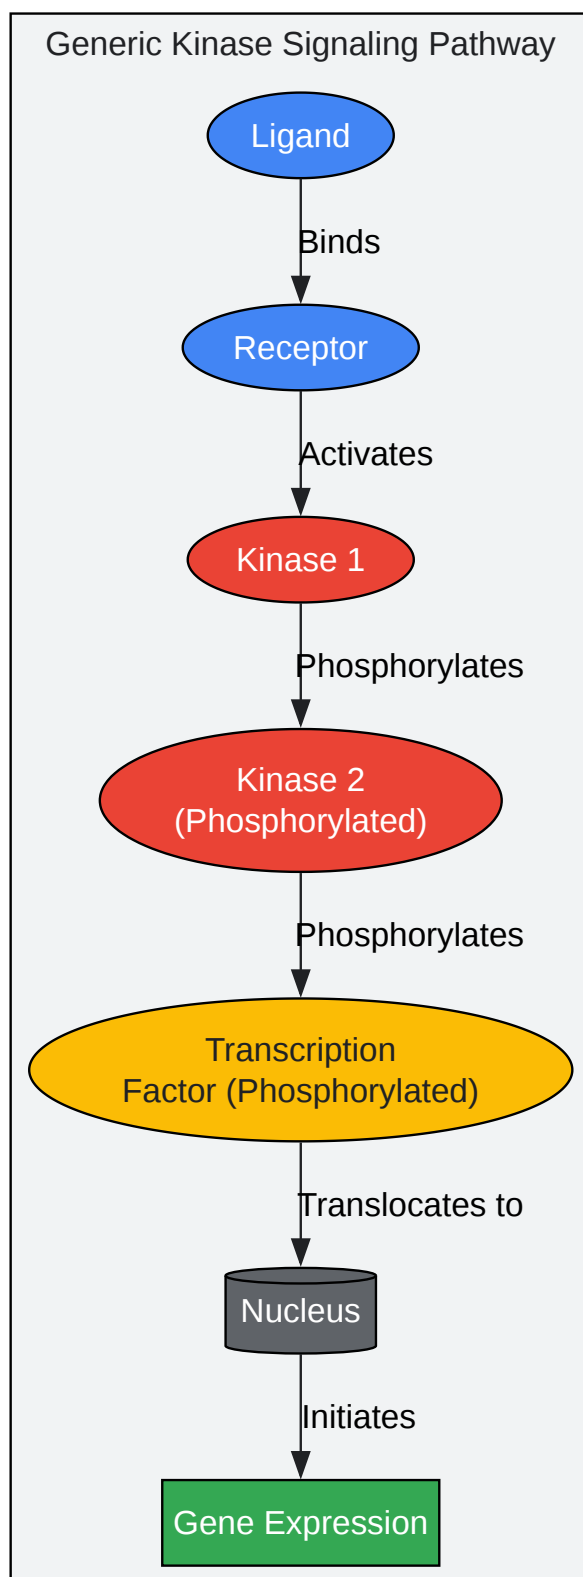 Generic Kinase Signaling Pathway
Ligand
Binds
Receptor
Activates
Kinase 1
Phosphorylates
Kinase 2
(Phosphorylated)
Phosphorylates
Transcription
Factor (Phosphorylated)
Translocates to
Nucleus
Initiates
Gene Expression